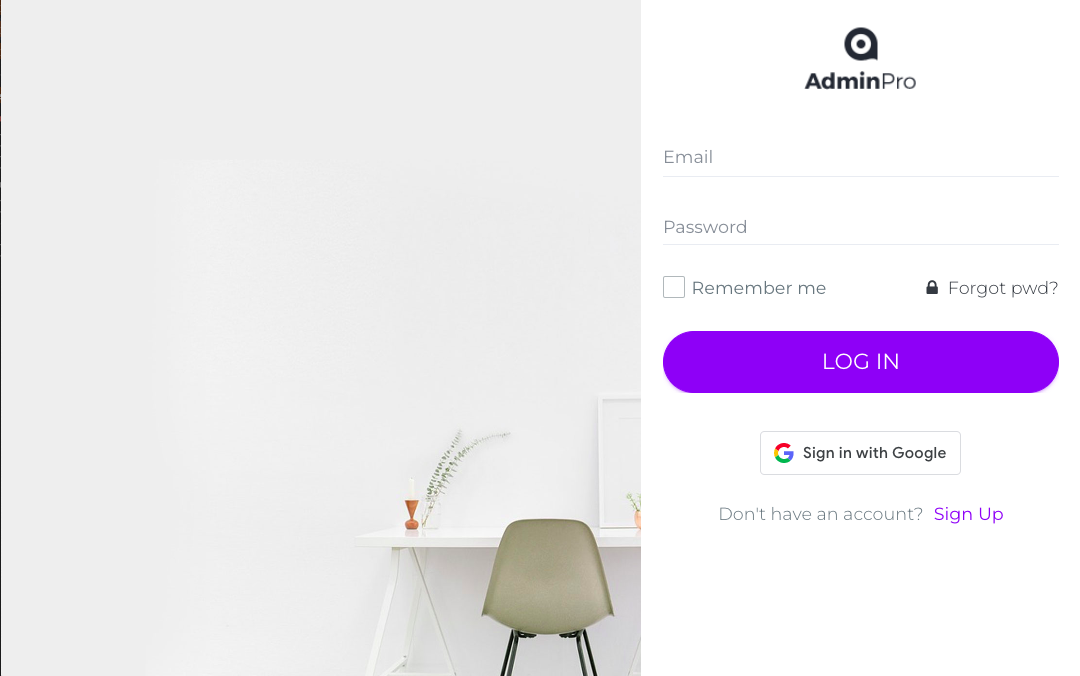 AdminPro
Email
Password
Remember me
Forgot pwd?
LOG IN
Sign in with Google
Don't have an account? Sign Up